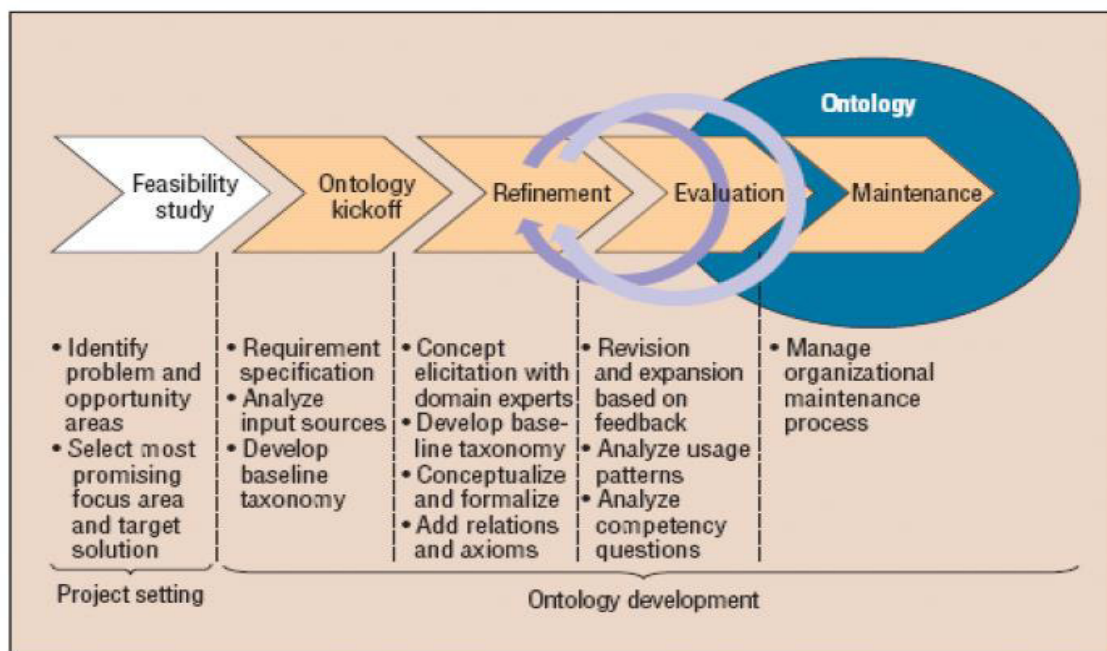 Ontology
Feasibility
study
Ontology
kickoff
Refinement
Evaluation
Maintenance
• Identify
problem and
opportunity
areas
• Select most
promising
focus area
and target
solution
• Requirement
specification
• Analyze
input sources
• Develop
baseline
taxonomy
• Concept
elicitation with
domain experts
• Develop base-
line taxonomy
• Conceptualize
and formalize
• Add relations
and axioms
• Revision
and expansion
based on
feedback
• Analyze usage
patterns
• Analyze
competency
questions
• Manage
organizational
maintenance
process
Project setting
Ontology development